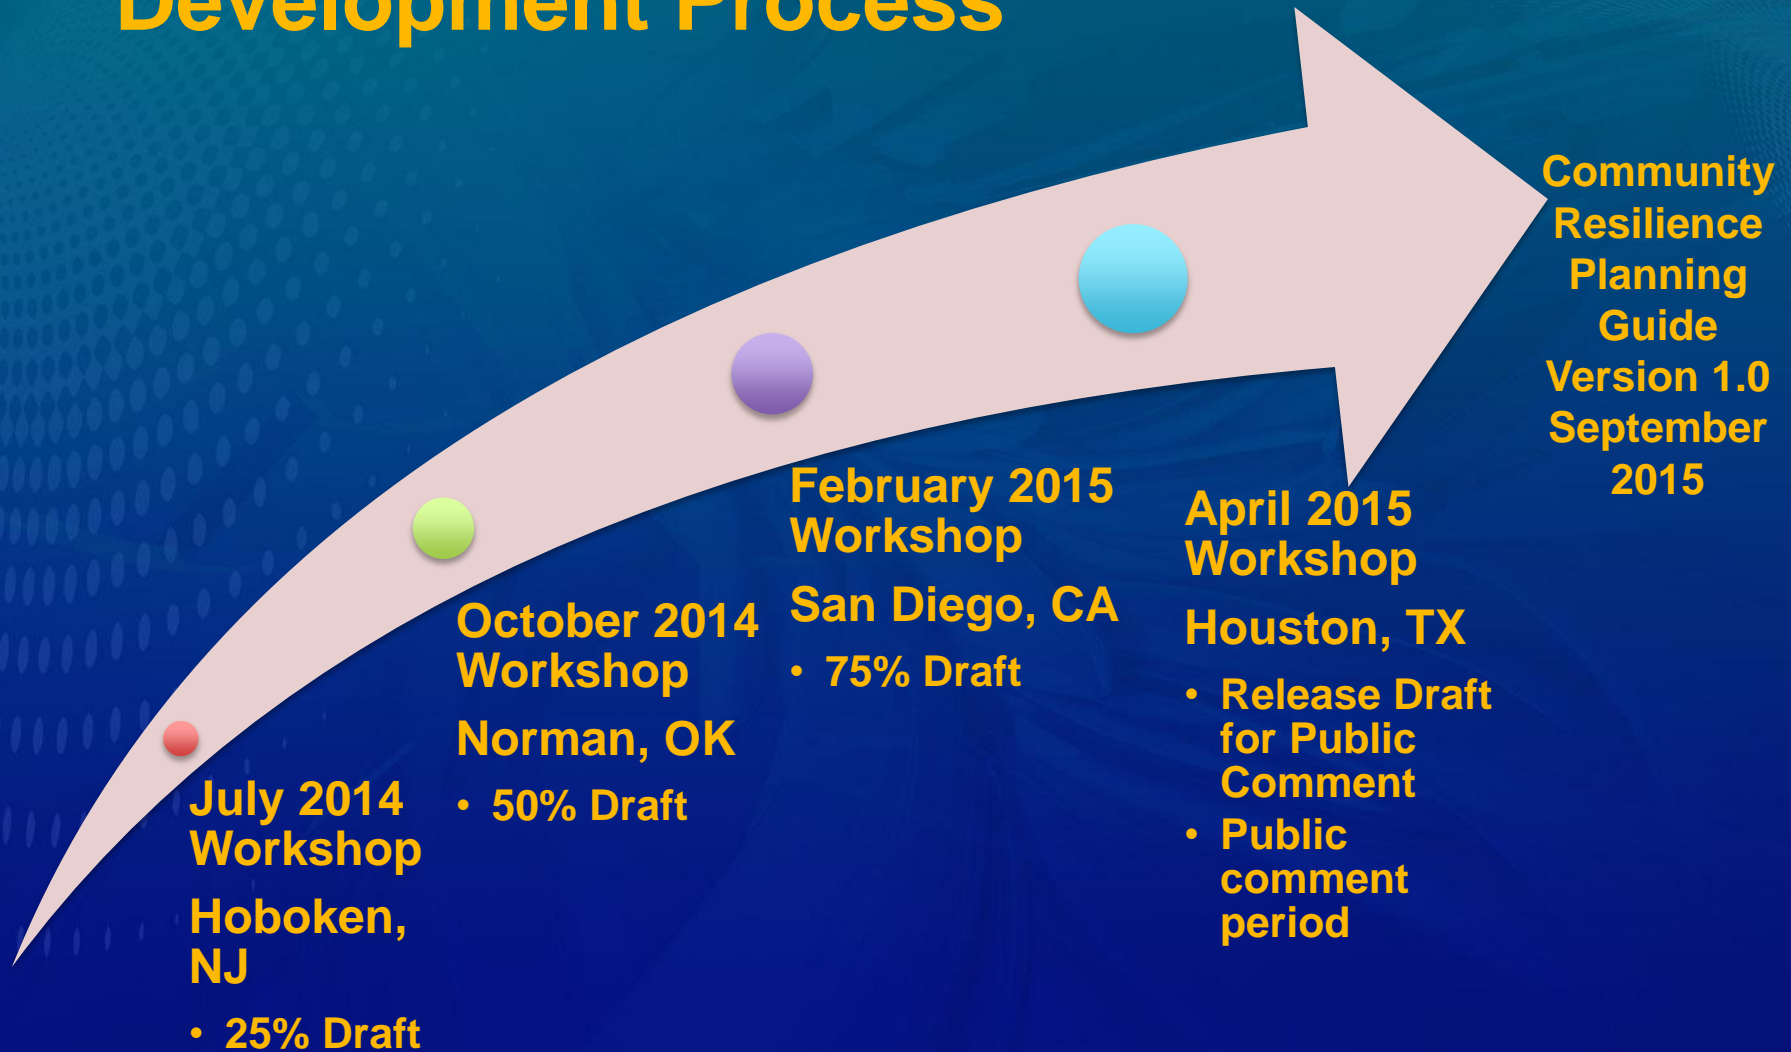 Development Process
July 2014
Workshop
Hoboken,
NJ
• 25% Draft
October 2014
Workshop
Norman, OK
• 50% Draft
February 2015
Workshop
San Diego, CA
• 75% Draft
April 2015
Workshop
Houston, TX
• Release Draft
for Public
Comment
• Public
comment
period
Community
Resilience
Planning
Guide
Version 1.0
September
2015